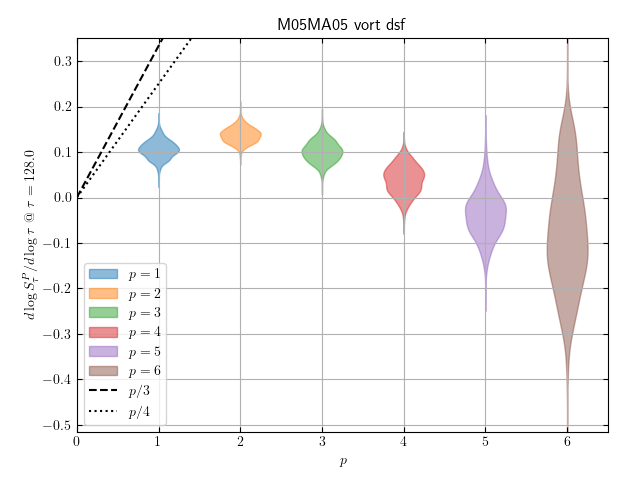 M05MA05 vort dsf
d log S_τ^P / d log τ @ τ = 128.0
0.3
0.2
0.1
0.0
−0.1
−0.2
−0.3
−0.4
−0.5
p = 1
p = 2
p = 3
p = 4
p = 5
p = 6
p/3
p/4
0 1 2 3 4 5 6
p